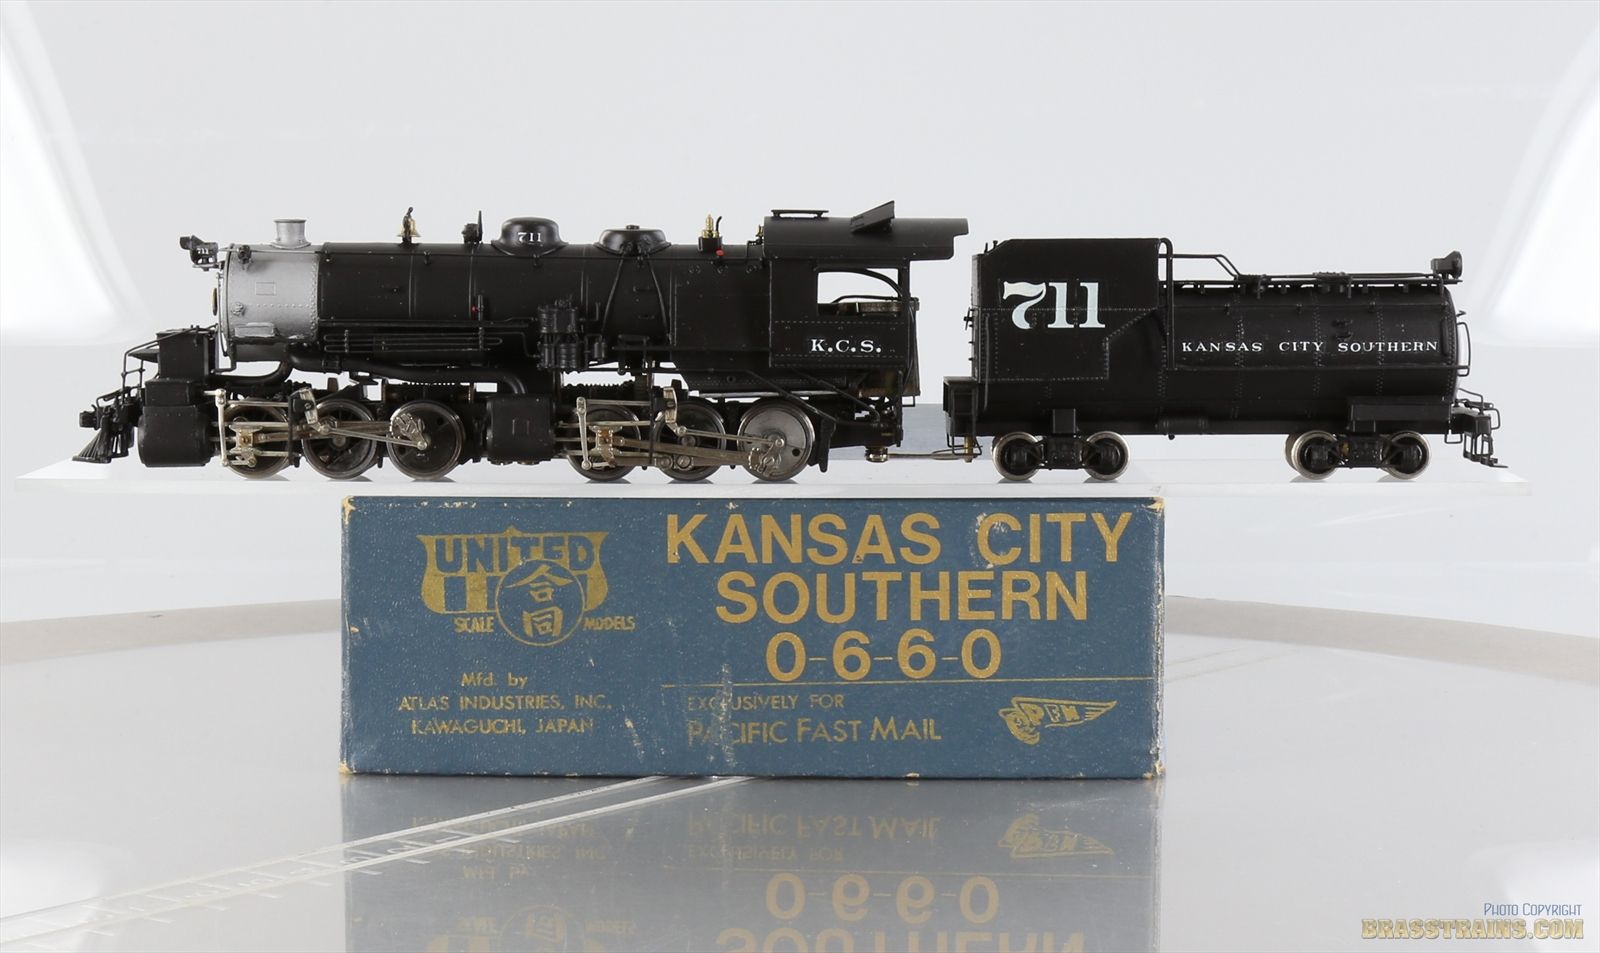 711
711
K.C.S.
711
KANSAS CITY SOUTHERN
UNITED
合同
SCALE MODELS
Mfd. by
ATLAS INDUSTRIES, INC.
KAWAGUCHI, JAPAN
KANSAS CITY
SOUTHERN
0-6-6-0
EXCLUSIVELY FOR
PACIFIC FAST MAIL
PFM
PHOTO COPYRIGHT
BRASSTRAINS.COM